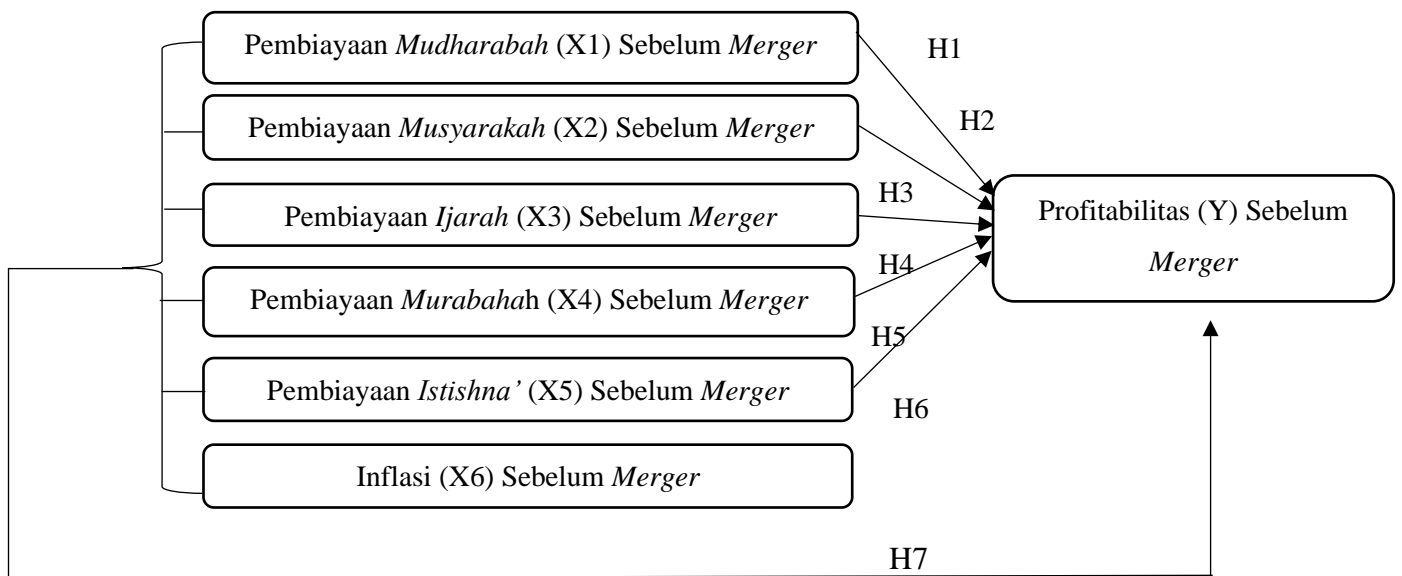 Pembiayaan Mudharabah (X1) Sebelum Merger
H1
Pembiayaan Musyarakah (X2) Sebelum Merger
H2
Pembiayaan Ijarah (X3) Sebelum Merger
H3
Profitabilitas (Y) Sebelum
Merger
Pembiayaan Murabahah (X4) Sebelum Merger
H4
Pembiayaan Istishna’ (X5) Sebelum Merger
H5
Inflasi (X6) Sebelum Merger
H6
H7